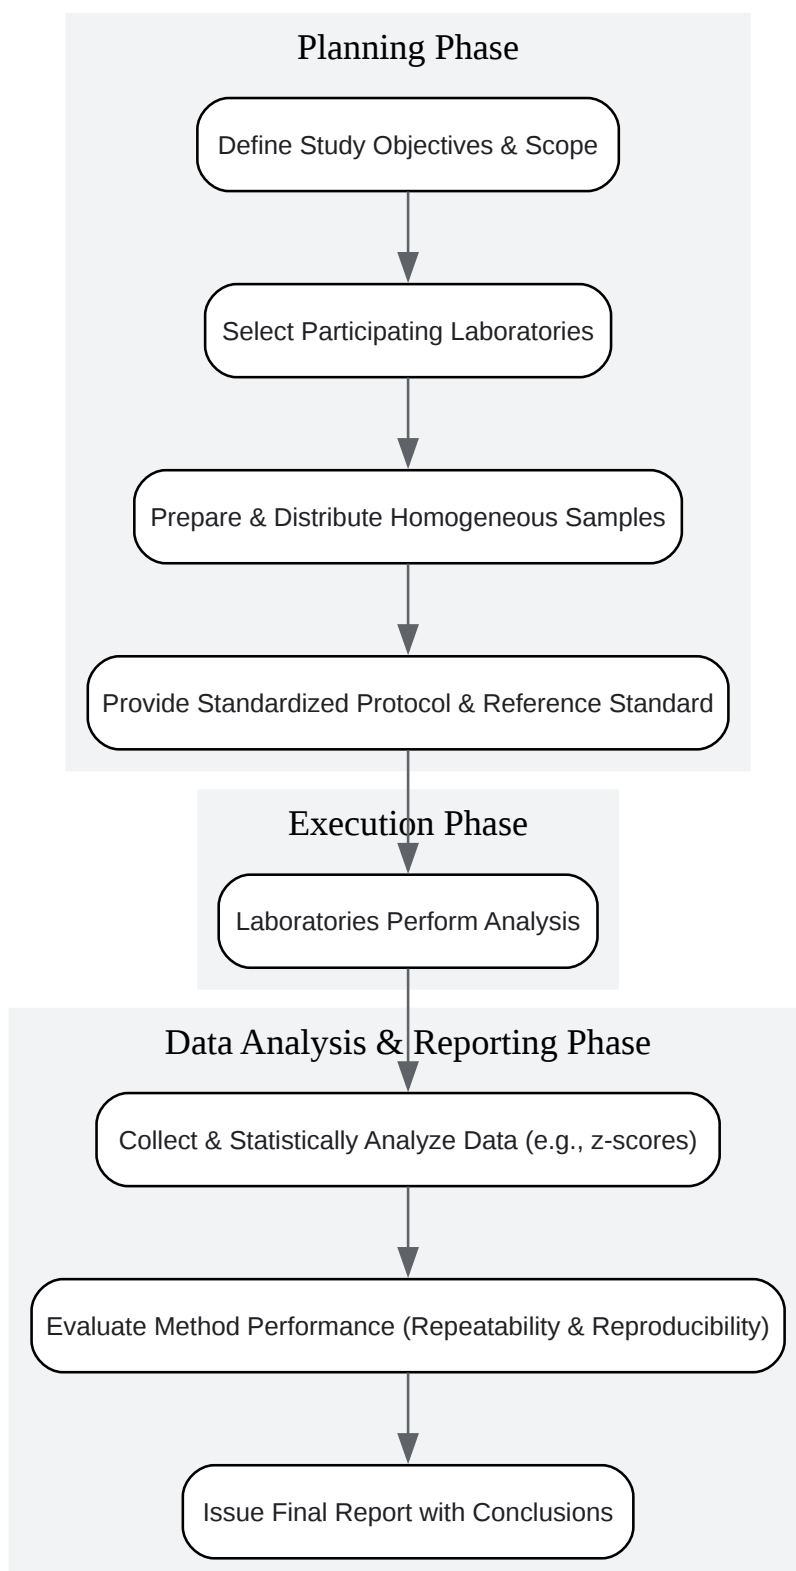 Planning Phase
Define Study Objectives & Scope
Select Participating Laboratories
Prepare & Distribute Homogeneous Samples
Provide Standardized Protocol & Reference Standard
Execution Phase
Laboratories Perform Analysis
Data Analysis & Reporting Phase
Collect & Statistically Analyze Data (e.g., z-scores)
Evaluate Method Performance (Repeatability & Reproducibility)
Issue Final Report with Conclusions